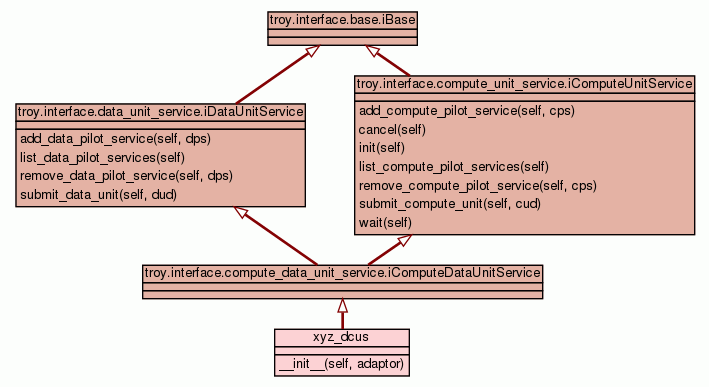 troy.interface.base.iBase
troy.interface.compute_unit_service.iComputeUnitService
add_compute_pilot_service(self, cps)
cancel(self)
init(self)
list_compute_pilot_services(self)
remove_compute_pilot_service(self, cps)
submit_compute_unit(self, cud)
wait(self)
troy.interface.data_unit_service.iDataUnitService
add_data_pilot_service(self, dps)
list_data_pilot_services(self)
remove_data_pilot_service(self, dps)
submit_data_unit(self, dud)
troy.interface.compute_data_unit_service.iComputeDataUnitService
xyz_dcus
__init__(self, adaptor)